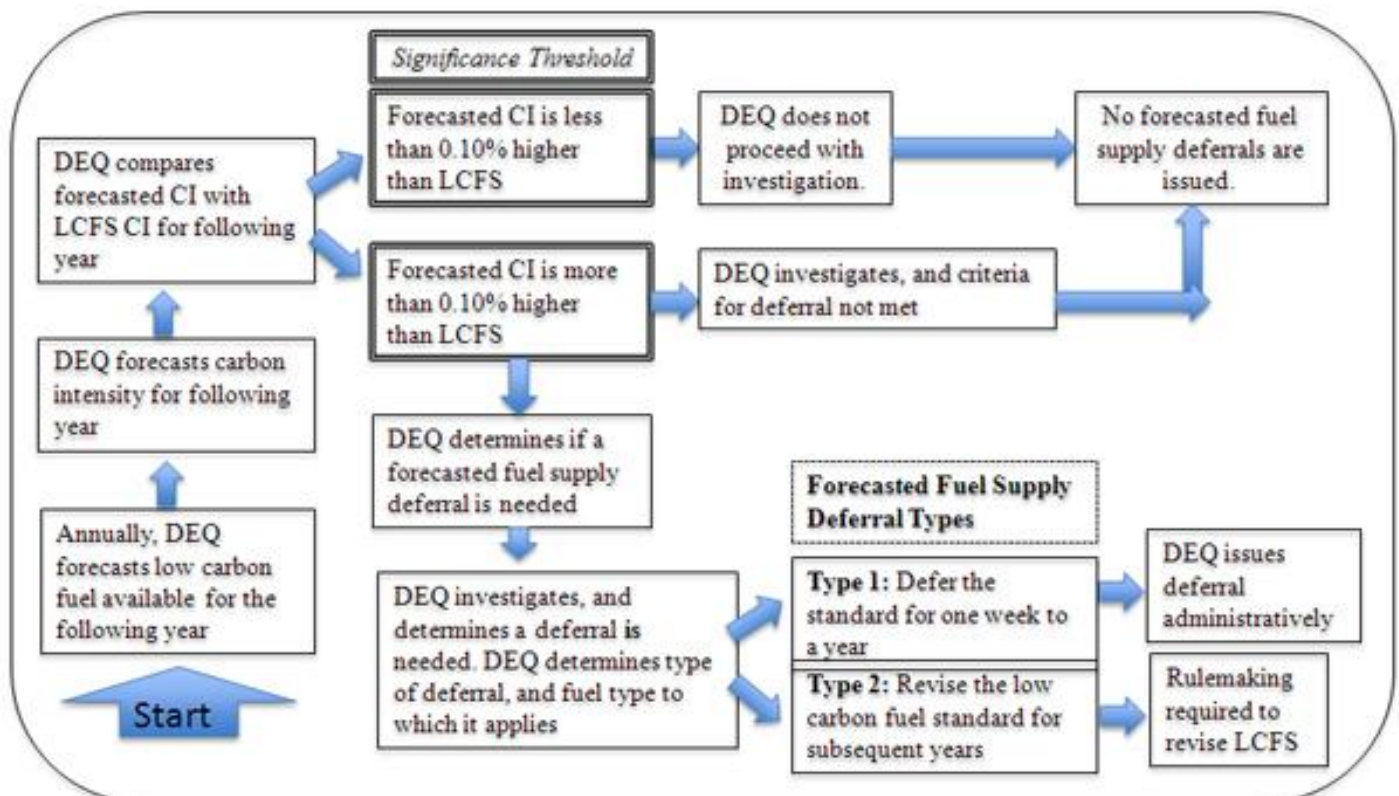 Start
Annually, DEQ
forecasts low carbon
fuel available for the
following year
DEQ forecasts carbon
intensity for following
year
DEQ compares
forecasted CI with
LCFS CI for following
year
Significance Threshold
Forecasted CI is less
than 0.10% higher
than LCFS
DEQ does not
proceed with
investigation.
No forecasted fuel
supply deferrals are
issued.
Forecasted CI is more
than 0.10% higher
than LCFS
DEQ investigates, and criteria
for deferral not met
DEQ determines if a
forecasted fuel supply
deferral is needed
DEQ investigates, and
determines a deferral is
needed. DEQ determines type
of deferral, and fuel type to
which it applies
Forecasted Fuel Supply
Deferral Types
Type 1: Defer the
standard for one week to
a year
DEQ issues
deferral
administratively
Type 2: Revise the low
carbon fuel standard for
subsequent years
Rulemaking
required to
revise LCFS